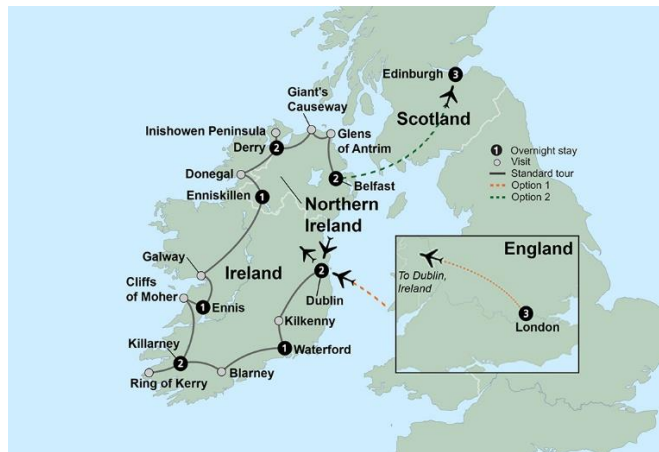 Edinburgh 3
Scotland
Giant's
Causeway
Inishowen Peninsula
Derry 2
Glens
of Antrim
Donegal
2
Belfast
Enniskillen 1
Northern
Ireland
1 Overnight stay
Visit
Standard tour
Option 1
Option 2
Galway
Ireland
2
Dublin
Cliffs
of Moher
1
Ennis
Kilkenny
Killarney
2
1 Waterford
Ring of Kerry
Blarney
England
To Dublin,
Ireland
3
London